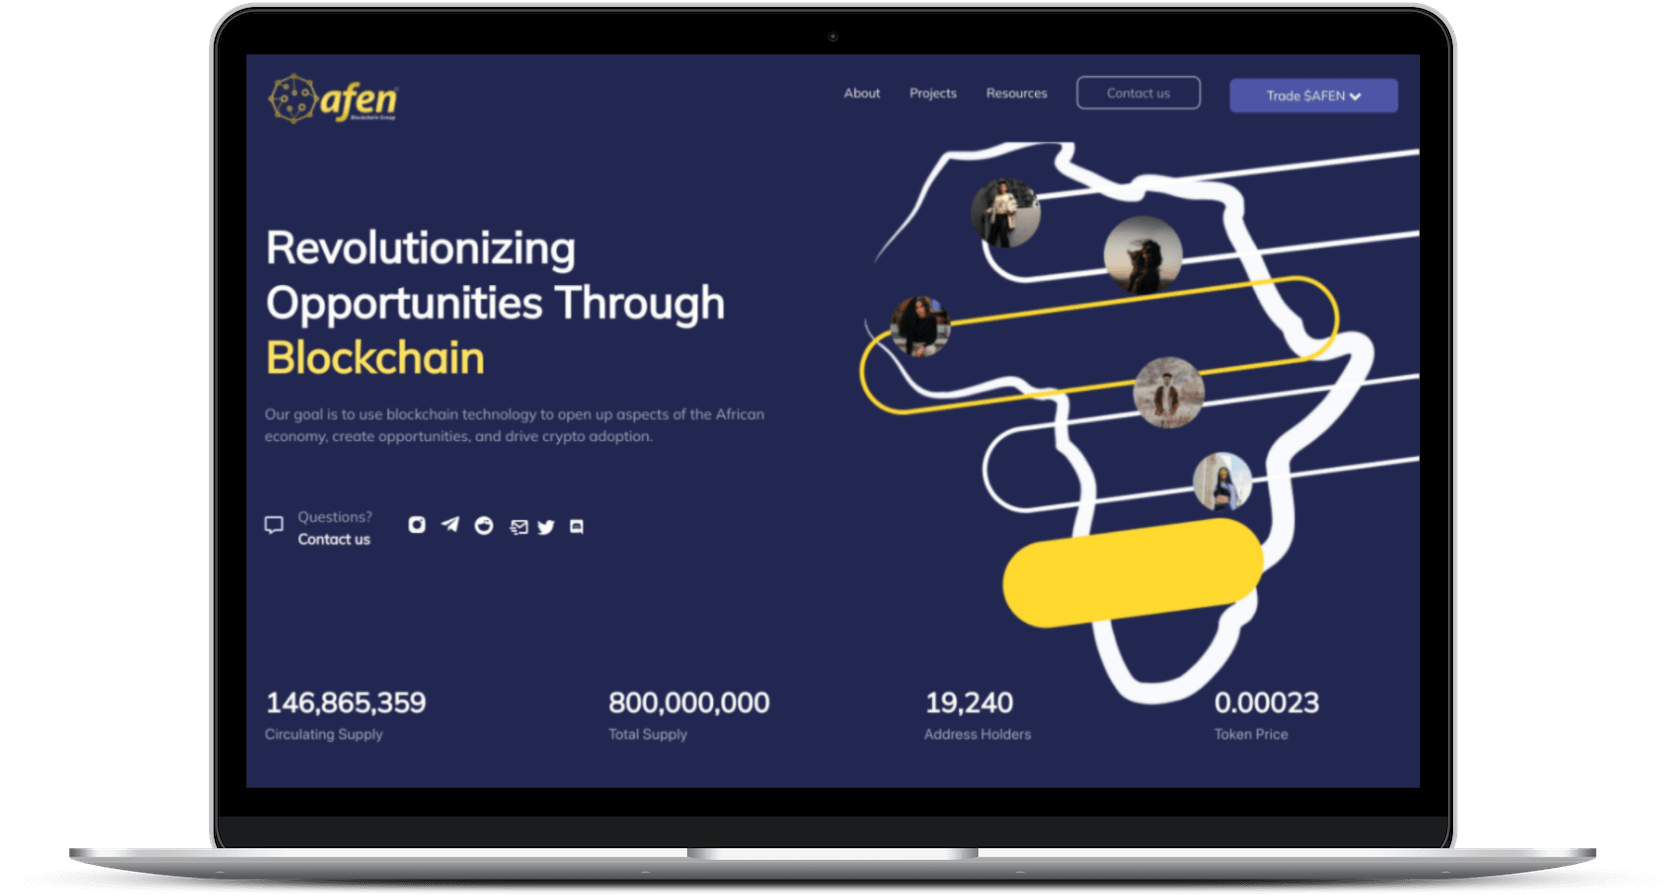 afen
Blockchain Group
About
Projects
Resources
Contact us
Trade $AFEN
Revolutionizing
Opportunities Through
Blockchain
Our goal is to use blockchain technology to open up aspects of the African
economy, create opportunities, and drive crypto adoption.
Questions?
Contact us
146,865,359
Circulating Supply
800,000,000
Total Supply
19,240
Address Holders
0.00023
Token Price